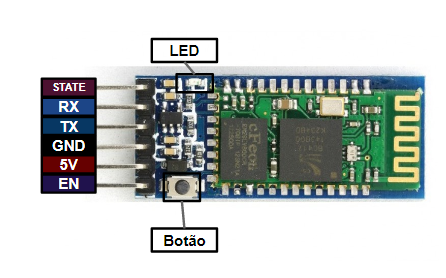 LED
STATE
RX
TX
GND
5V
EN
Botão